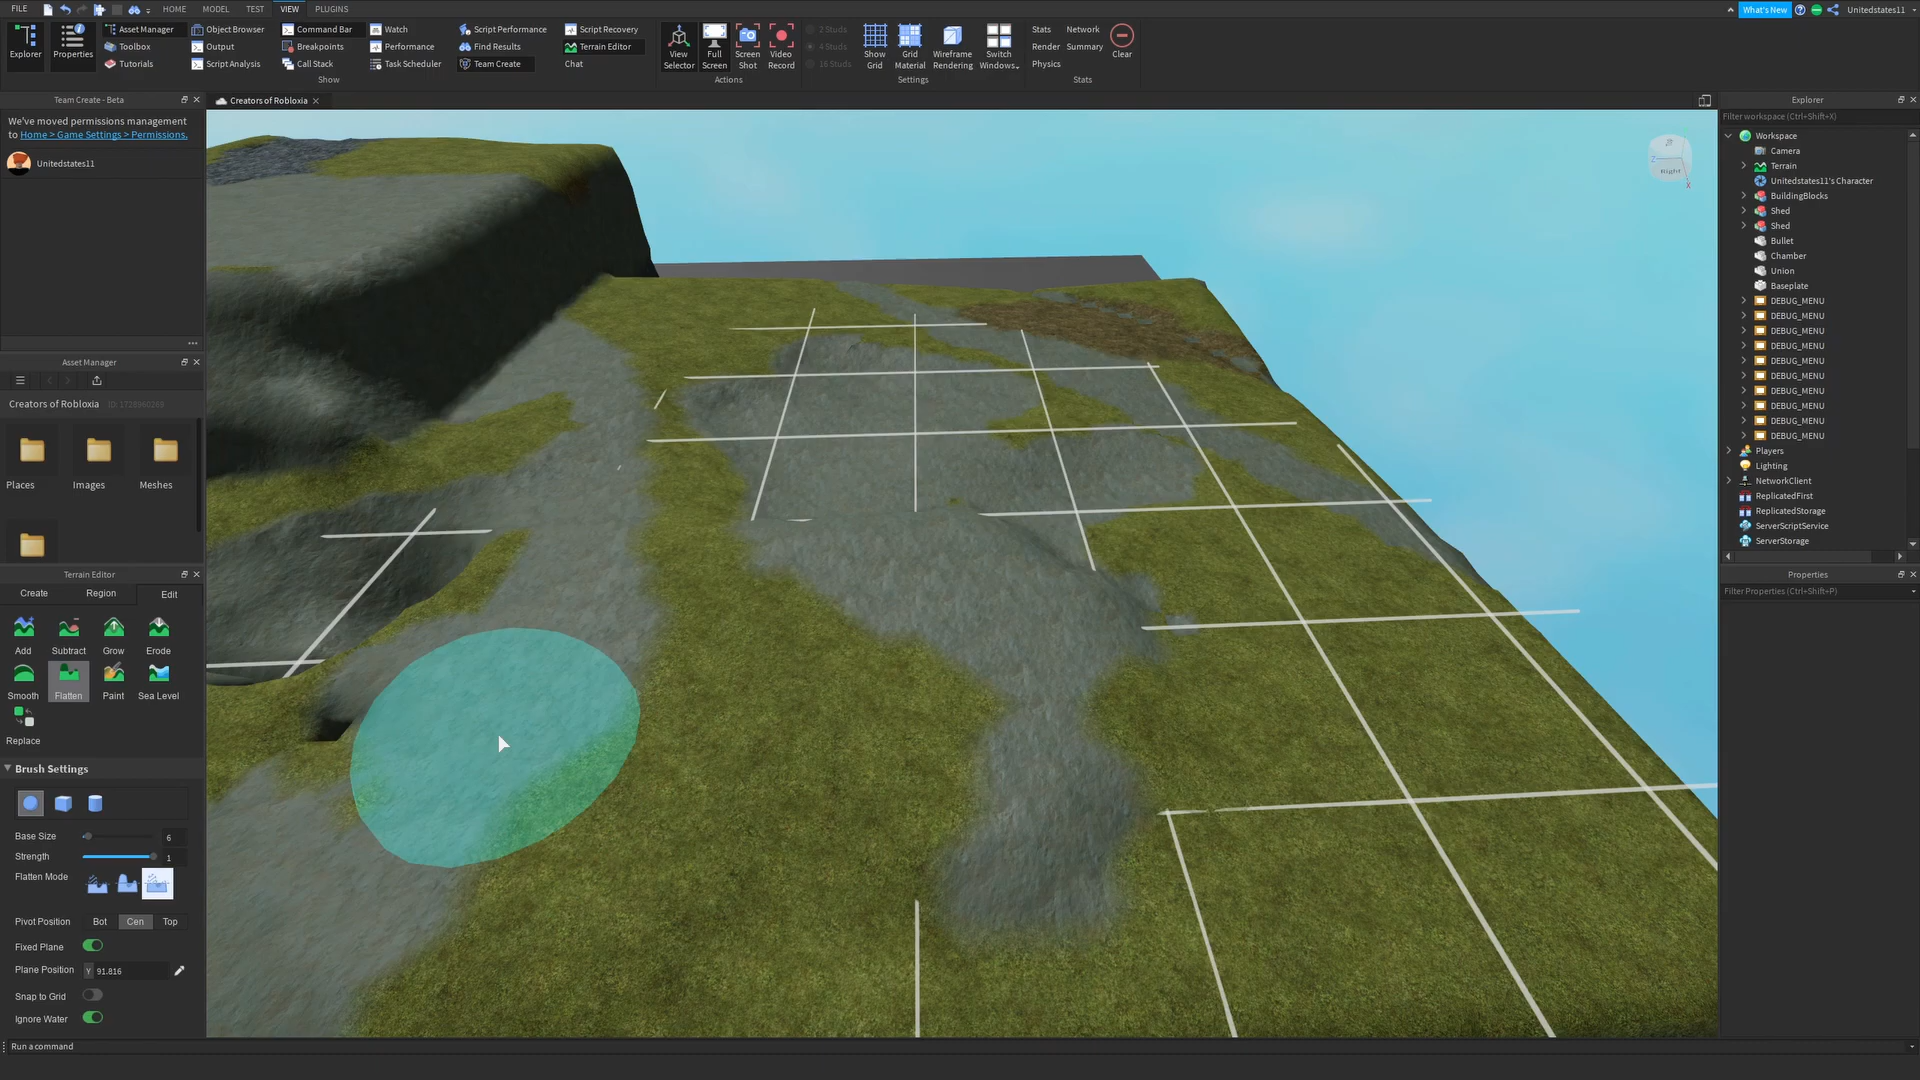 FILE HOME MODEL TEST VIEW PLUGINS What's New Unitedstates11
Explorer Properties
Asset Manager Object Browser Command Bar Watch Script Performance Script Recovery
Toolbox Output Breakpoints Performance Find Results Terrain Editor
Tutorials Script Analysis Call Stack Task Scheduler Team Create Chat
Show
View Selector Full Screen Screen Shot Video Record
Actions
2 Studs
4 Studs
16 Studs
Show Grid Grid Material Wireframe Rendering Switch Windows...
Settings
Stats Network
Render Summary
Physics
Clear
Stats
Team Create - Beta
We've moved permissions management
to Home > Game Settings > Permissions.
Unitedstates11
Asset Manager
Creators of Robloxia ID: 1728960269
Places Images Meshes
Terrain Editor
Create Region Edit
Add Subtract Grow Erode
Smooth Flatten Paint Sea Level
Replace
Brush Settings
Base Size 6
Strength 1
Flatten Mode
Pivot Position Bot Cen Top
Fixed Plane
Plane Position Y 91.816
Snap to Grid
Ignore Water
Run a command
Creators of Robloxia
Right
Z
X
Explorer
Filter workspace (Ctrl+Shift+X)
Workspace
Camera
Terrain
Unitedstates11's Character
BuildingBlocks
Shed
Shed
Bullet
Chamber
Union
Baseplate
DEBUG_MENU
DEBUG_MENU
DEBUG_MENU
DEBUG_MENU
DEBUG_MENU
DEBUG_MENU
DEBUG_MENU
DEBUG_MENU
DEBUG_MENU
DEBUG_MENU
Players
Lighting
NetworkClient
ReplicatedFirst
ReplicatedStorage
ServerScriptService
ServerStorage
Properties
Filter Properties (Ctrl+Shift+P)